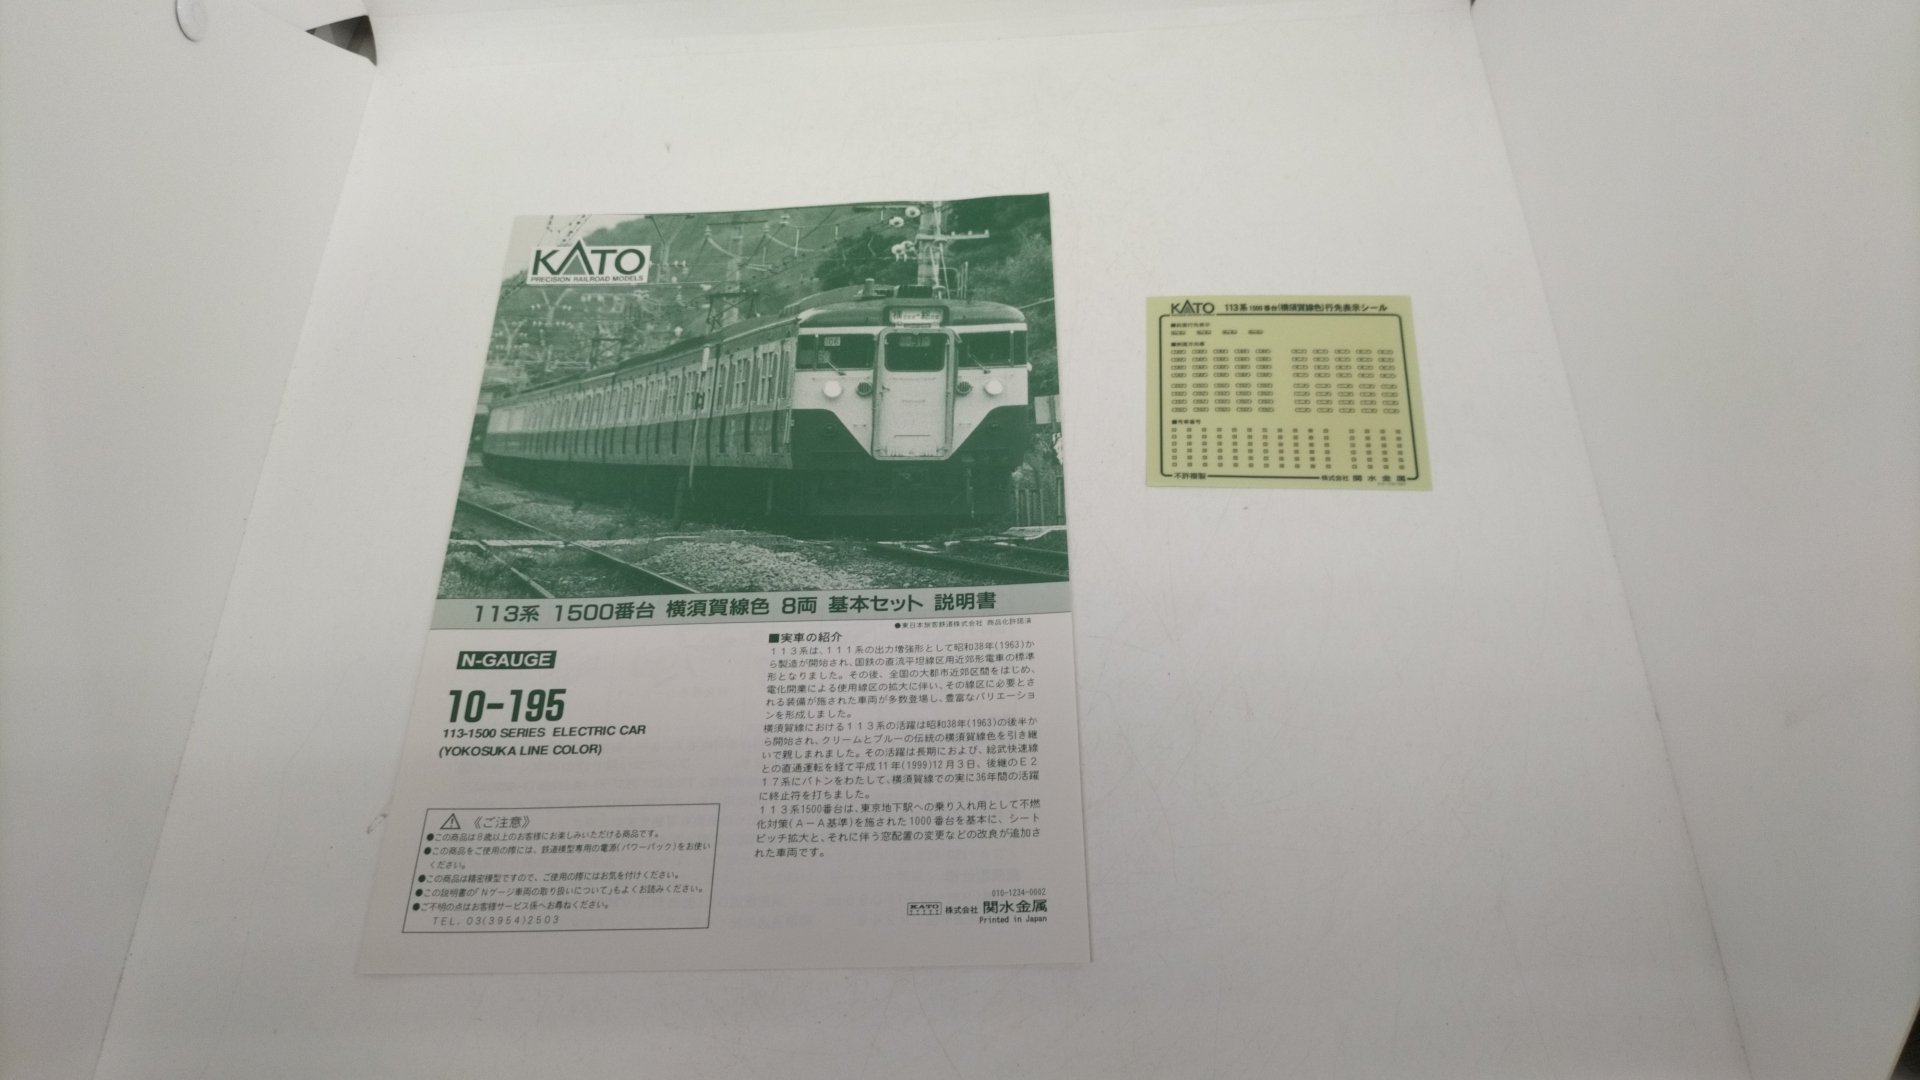 KATO
PRECISION RAILROAD MODELS
106
113系 1500番台 横須賀線色 8両 基本セット 説明書
●東日本旅客鉄道株式会社 商品化許諾済
N-GAUGE
10-195
113-1500 SERIES ELECTRIC CAR
(YOKOSUKA LINE COLOR)
■実車の紹介
113系は、111系の出力増強形として昭和38年(1963)か
ら製造が開始され、国鉄の直流平坦線区用近郊形電車の標準
形となりました。その後、全国の大都市近郊区間をはじめ、
電化開業による使用線区の拡大に伴い、その線区に必要とさ
れる装備が施された車両が多数登場し、豊富なバリエーショ
ンを形成しました。
横須賀線における113系の活躍は昭和38年(1963)の後半か
ら開始され、クリームとブルーの伝統の横須賀線色を引き継
いで親しまれました。その活躍は長期におよび、総武快速線
との直通運転を経て平成11年(1999)12月3日、後継のE2
17系にバトンをわたして、横須賀線での実に36年間の活躍
に終止符を打ちました。
113系1500番台は、東京地下駅への乗り入れ用として不燃
化対策(A-A基準)を施された1000番台を基本に、シート
ピッチ拡大と、それに伴う窓配置の変更などの改良が追加さ
れた車両です。
《ご注意》
●この商品は8歳以上のお客様にお楽しみいただける商品です。
●この商品をご使用の際には、鉄道模型専用の電源(パワーパック)をお使い
ください。
●この商品は精密模型ですので、ご使用の際にはお気を付けください。
●この説明書の「Nゲージ車両の取り扱いについて」もよくお読みください。
●ご不明の点はお客様サービス係へお尋ねください。
TEL. 03(3954)2503
010-1234-0002
KATO 株式会社 関水金属
Printed in Japan
KATO 113系 1500番台(横須賀線色)行先表示シール
■前面行先表示
■列車番号
不許複製
株式会社 関水金属